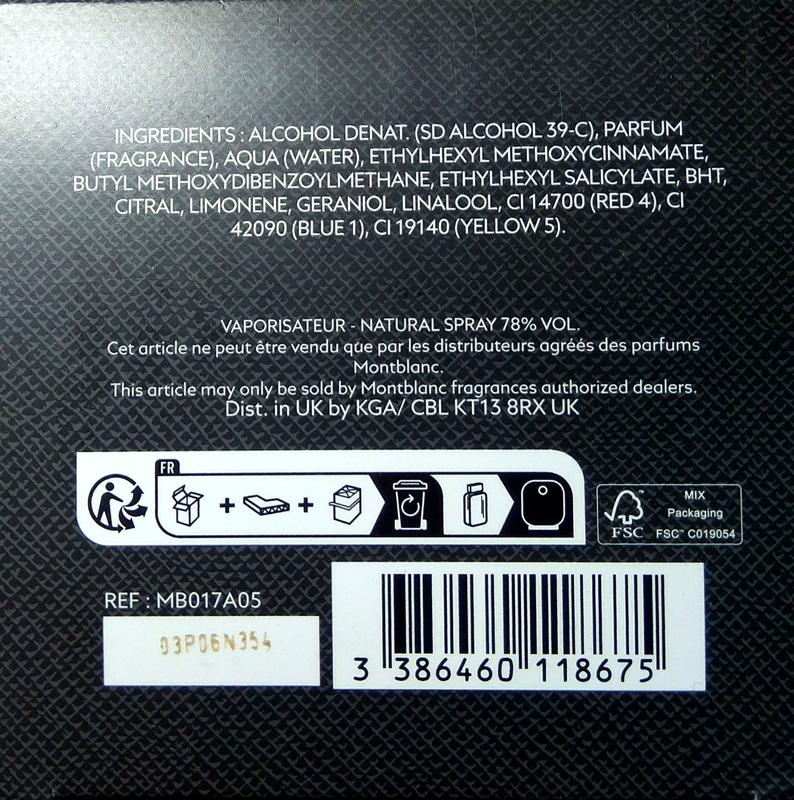 INGREDIENTS : ALCOHOL DENAT. (SD ALCOHOL 39-C), PARFUM
(FRAGRANCE), AQUA (WATER), ETHYLHEXYL METHOXYCINNAMATE,
BUTYL METHOXYDIBENZOYLMETHANE, ETHYLHEXYL SALICYLATE, BHT,
CITRAL, LIMONENE, GERANIOL, LINALOOL, CI 14700 (RED 4), CI
42090 (BLUE 1), CI 19140 (YELLOW 5).
VAPORISATEUR - NATURAL SPRAY 78% VOL.
Cet article ne peut être vendu que par les distributeurs agréés des parfums
Montblanc.
This article may only be sold by Montblanc fragrances authorized dealers.
Dist. in UK by KGA/ CBL KT13 8RX UK
FR
MIX
Packaging
FSC™ C019054
FSC
REF : MB017A05
03P06N354
3 386460 118675